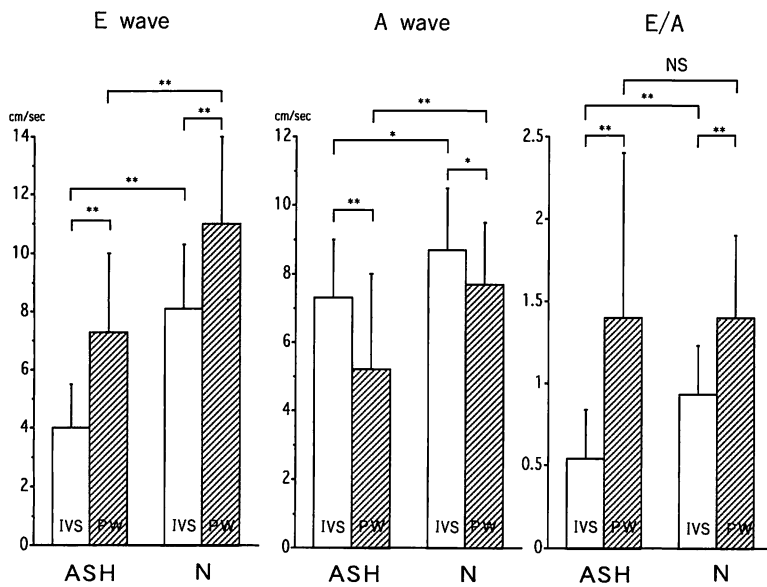 E wave
A wave
E/A
cm/sec
14
12
10
8
6
4
2
0
**
**
**
**
IVS
PW
IVS
PW
ASH
N
cm/sec
12
10
8
6
4
2
0
**
*
**
*
IVS
PW
IVS
PW
ASH
N
2.5
2
1.5
1
0.5
0
NS
**
**
**
IVS
PW
IVS
PW
ASH
N